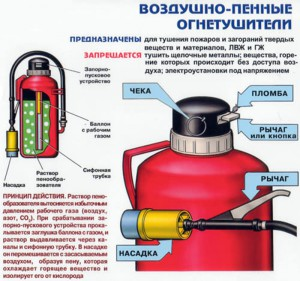 ВОЗДУШНО-ПЕННЫЕ
ОГНЕТУШИТЕЛИ
ПРЕДНАЗНАЧЕНЫ для тушения пожаров и загораний твердых
веществ и материалов, ЛВЖ и ГЖ
ЗАПРЕЩАЕТСЯ тушить щелочные металлы; вещества, горе-
ние которых происходит без доступа воз-
духа; электроустановки под напряжением
Запорно-
пусковое
устройство
Баллон
с рабочим
газом
Сифонная
трубка
Раствор
пенообра-
зователя
Насадка
ЧЕКА
ПЛОМБА
РЫЧАГ
или КНОПКА
РЫЧАГ
НАСАДКА
ПРИНЦИП ДЕЙСТВИЯ. Раствор пено-
образователя вытесняется избыточным
давлением рабочего газа (воздух,
азот, CO₂). При срабатывании за-
порно-пускового устройства прока-
лывается заглушка баллона с газом, и
раствор выдавливается через ка-
налы и сифонную трубку. В насадке
он перемешивается с засасываемым
воздухом, образуя пену, которая
охлаждает горящее вещество и
изолирует его от кислорода